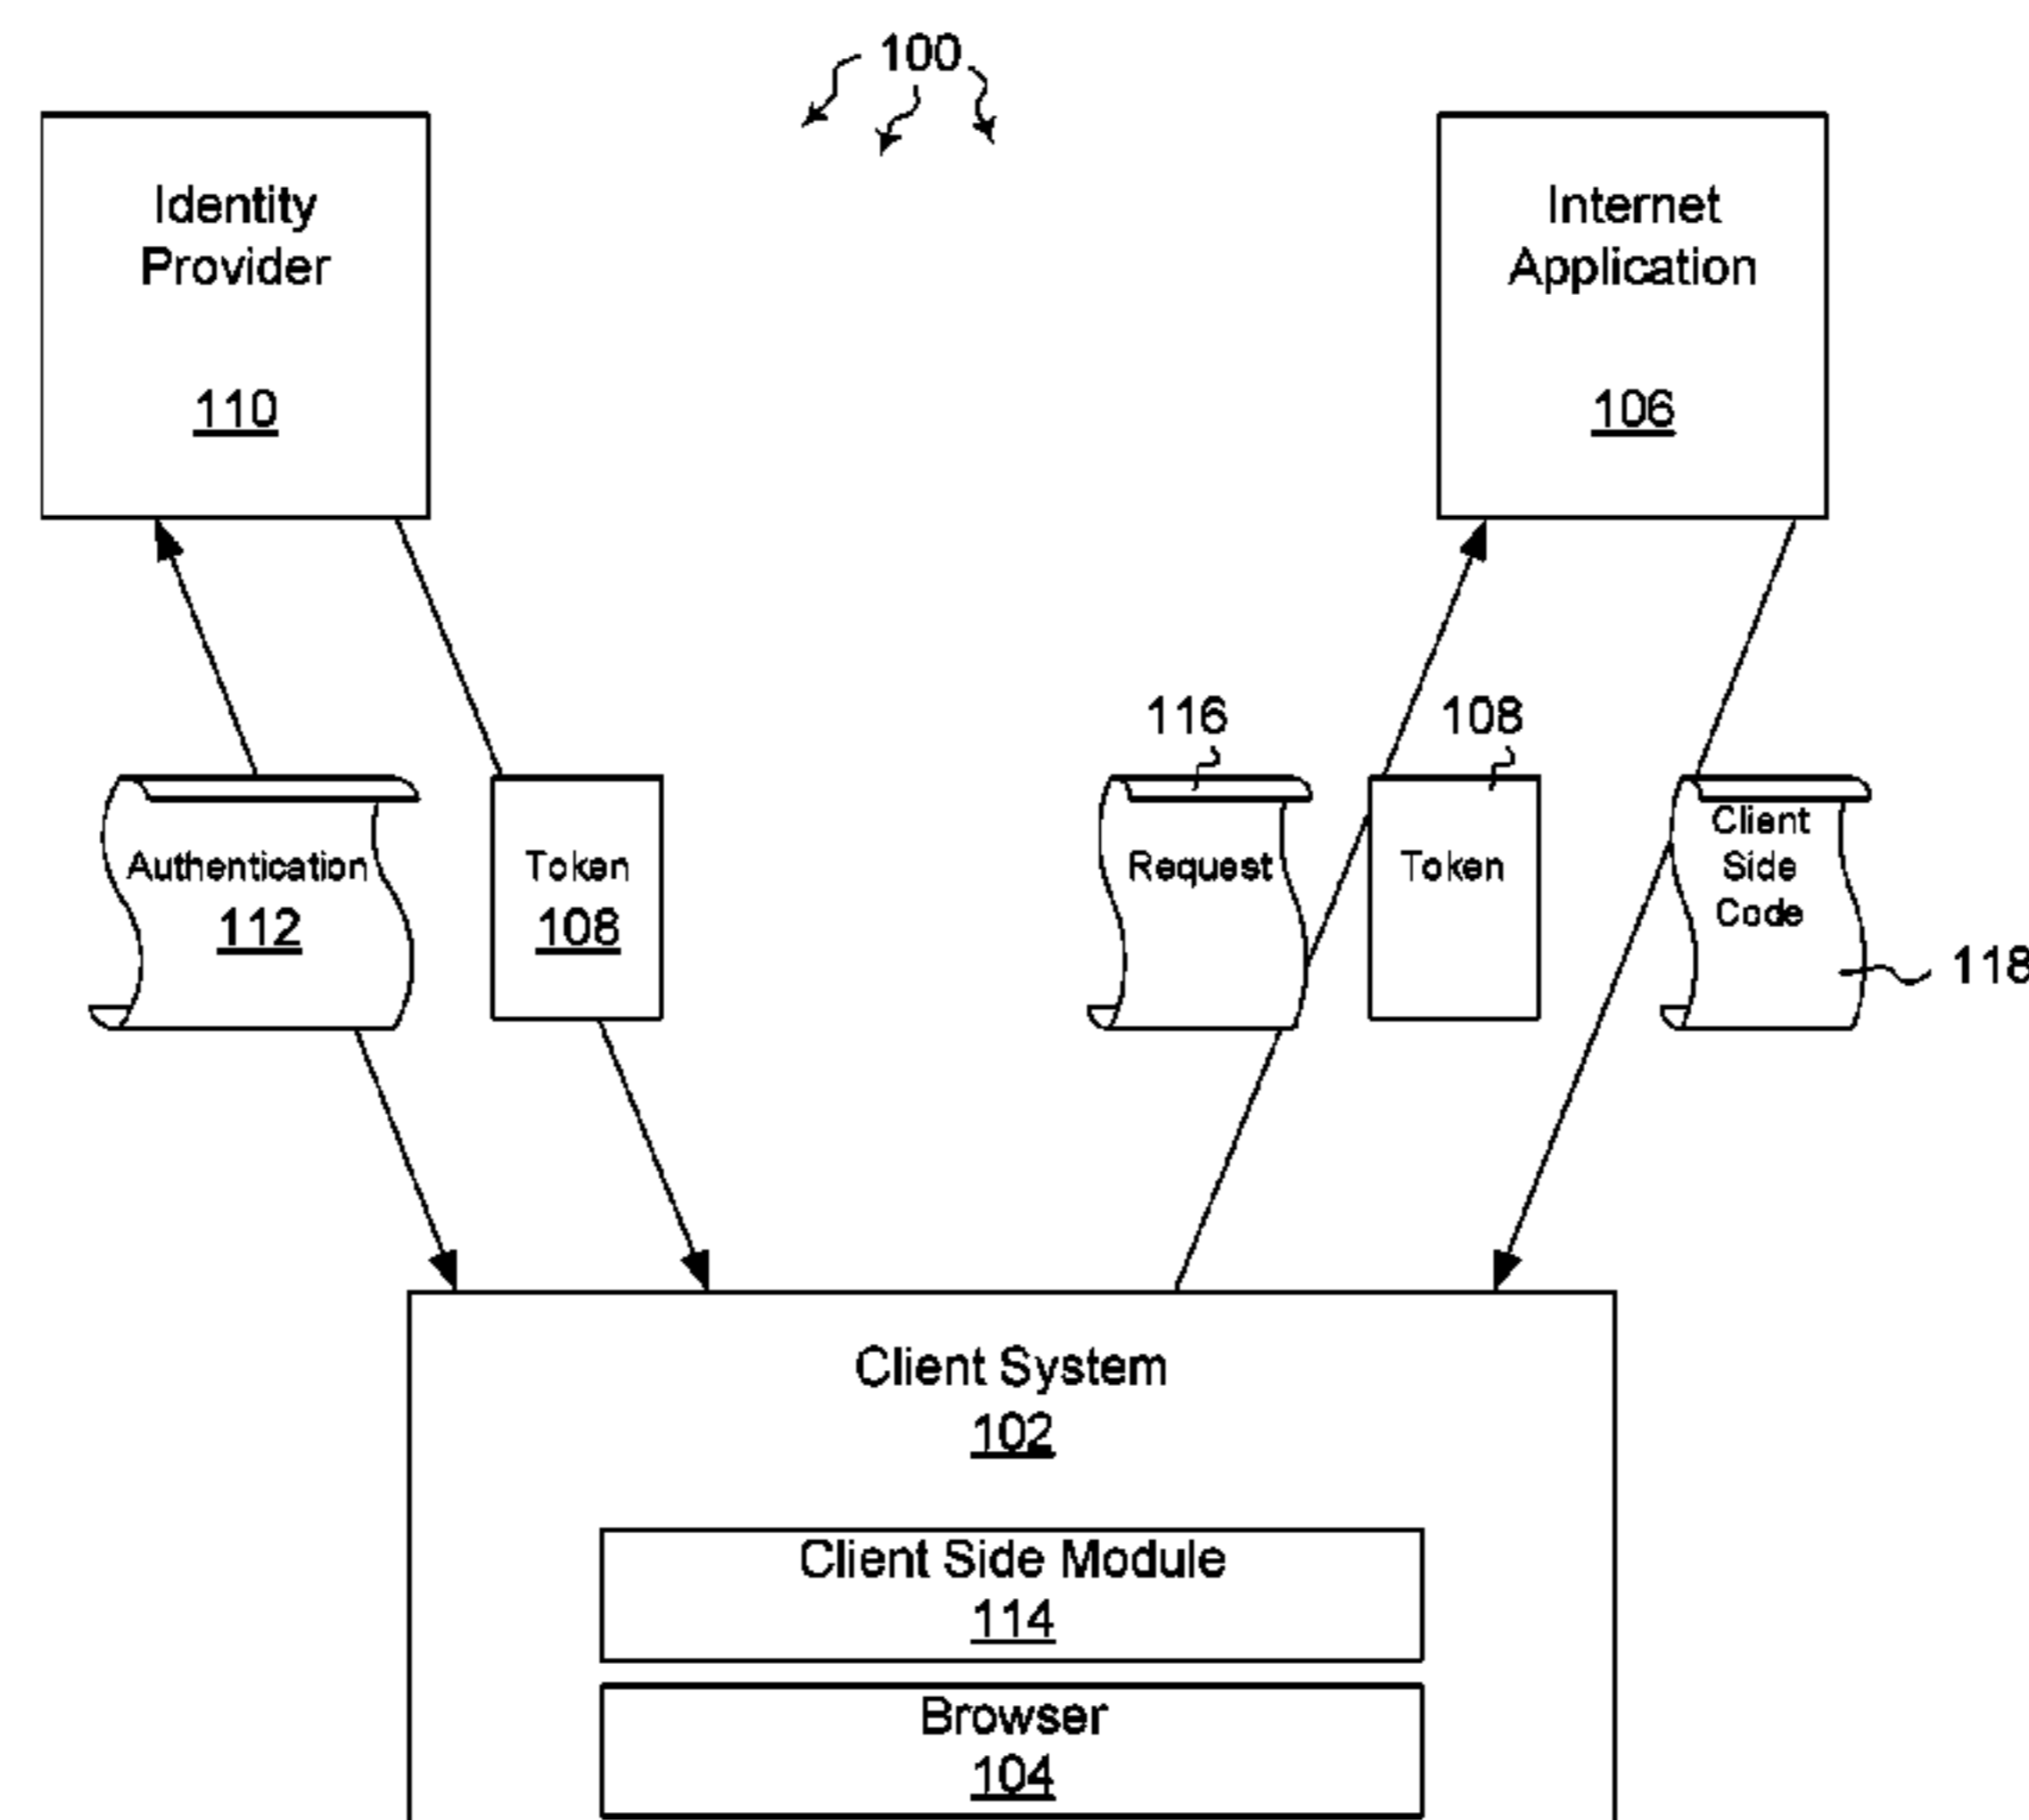 100
Identity
Provider
110
Internet
Application
106
116
108
Authentication
112
Token
108
Request
Token
Client
Side
Code
118
Client System
102
Client Side Module
114
Browser
104